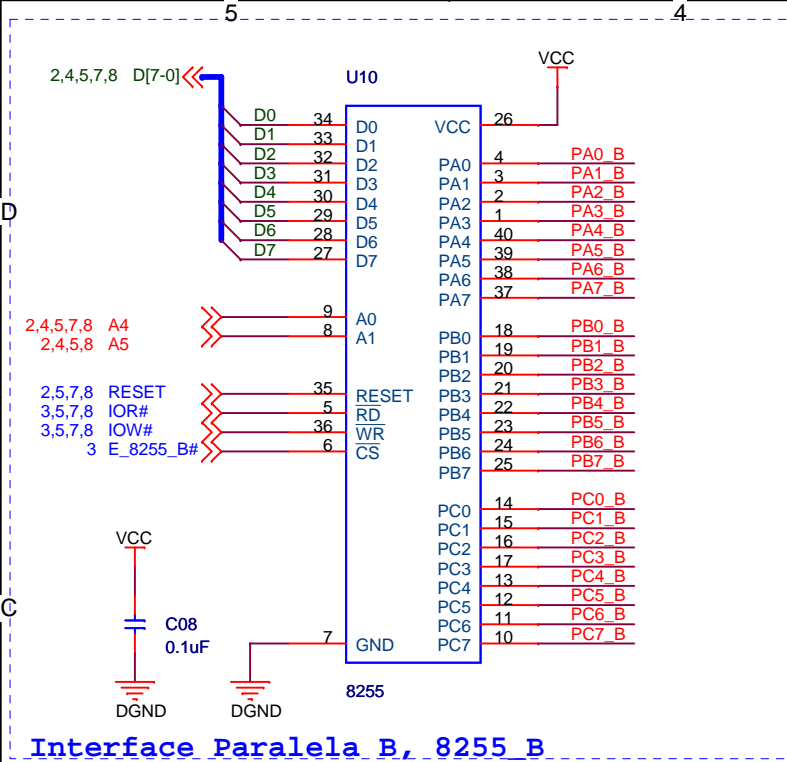 5 4
2,4,5,7,8 D[7-0]
U10
VCC
D0 34 D0 VCC 26
D1 33 D1
D2 32 D2 PA0 4 PA0_B
D3 31 D3 PA1 3 PA1_B
D4 30 D4 PA2 2 PA2_B
D5 29 D5 PA3 1 PA3_B
D6 28 D6 PA4 40 PA4_B
D7 27 D7 PA5 39 PA5_B
PA6 38 PA6_B
PA7 37 PA7_B
D
2,4,5,7,8 A4 9 A0
2,4,5,8 A5 8 A1 PB0 18 PB0_B
PB1 19 PB1_B
PB2 20 PB2_B
2,5,7,8 RESET 35 RESET PB3 21 PB3_B
3,5,7,8 IOR# 5 RD PB4 22 PB4_B
3,5,7,8 IOW# 36 WR PB5 23 PB5_B
3 E_8255_B# 6 CS PB6 24 PB6_B
PB7 25 PB7_B
PC0 14 PC0_B
PC1 15 PC1_B
VCC PC2 16 PC2_B
PC3 17 PC3_B
PC4 13 PC4_B
C PC5 12 PC5_B
C08 PC6 11 PC6_B
0.1uF 7 GND PC7 10 PC7_B
8255
DGND DGND
Interface Paralela B, 8255_B